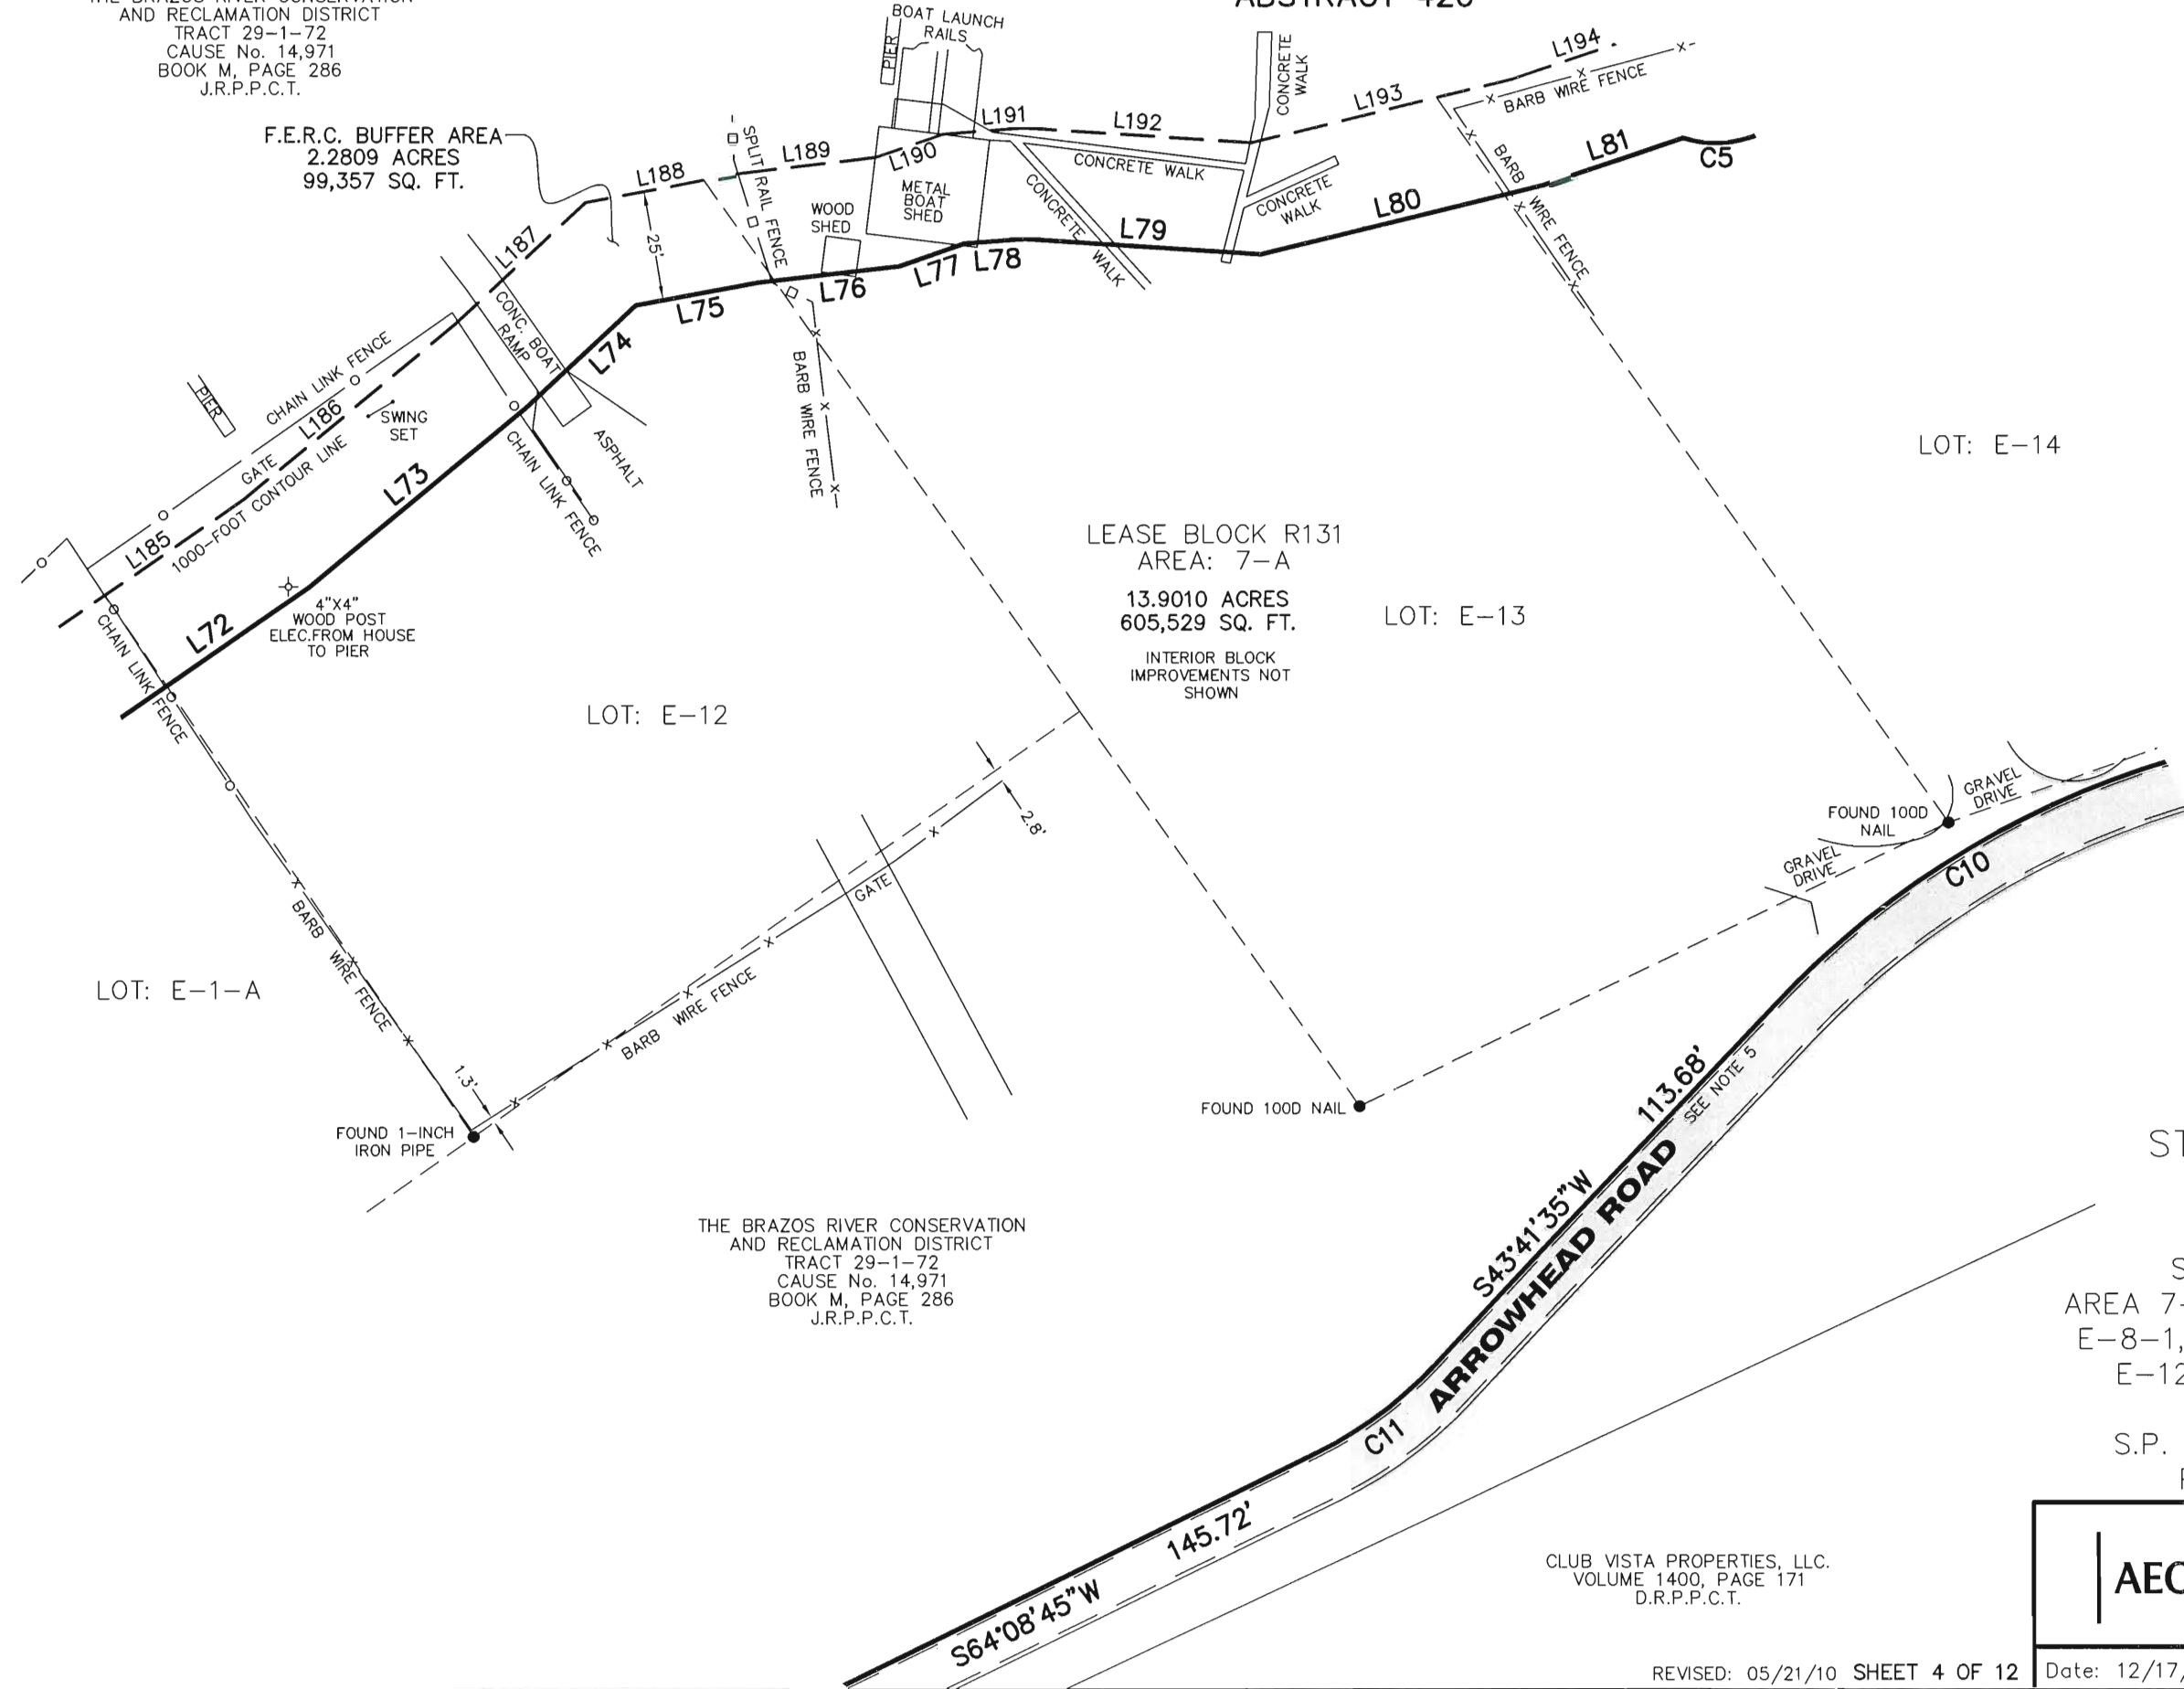 AND RECLAMATION DISTRICT
TRACT 29-1-72
CAUSE No. 14,971
BOOK M, PAGE 286
J.R.P.P.C.T.
F.E.R.C. BUFFER AREA
2.2809 ACRES
99,357 SQ. FT.
BOAT LAUNCH
RAILS
PIER
CONCRETE
WALK
L194
BARB WIRE FENCE
L193
L192
L191
L190
L189
L188
L187
SPLIT RAIL FENCE
METAL
BOAT
SHED
WOOD
SHED
CONCRETE WALK
CONCRETE WALK
CONCRETE
WALK
BARB WIRE FENCE
L81
C5
L80
L79
L78
L77
L76
L75
L74
25'
CONC. BOAT
RAMP
CHAIN LINK FENCE
PIER
L186
SWING
SET
GATE
1000-FOOT CONTOUR LINE
L185
L73
CHAIN LINK FENCE
ASPHALT
BARB WIRE FENCE
LOT: E-14
LEASE BLOCK R131
AREA: 7-A
13.9010 ACRES
605,529 SQ. FT.
INTERIOR BLOCK
IMPROVEMENTS NOT
SHOWN
LOT: E-13
4"X4"
WOOD POST
ELEC.FROM HOUSE
TO PIER
L72
CHAIN LINK FENCE
LOT: E-12
2.8'
GATE
BARB WIRE FENCE
BARB WIRE FENCE
LOT: E-1-A
1.3'
FOUND 1-INCH
IRON PIPE
FOUND 100D NAIL
FOUND 100D
NAIL
GRAVEL
DRIVE
GRAVEL
DRIVE
C10
113.68'
SEE NOTE 5
S43°41'35"W
ARROWHEAD ROAD
C11
145.72'
S64°08'45"W
THE BRAZOS RIVER CONSERVATION
AND RECLAMATION DISTRICT
TRACT 29-1-72
CAUSE No. 14,971
BOOK M, PAGE 286
J.R.P.P.C.T.
AREA 7-
E-8-1,
E-12
S.P.
CLUB VISTA PROPERTIES, LLC.
VOLUME 1400, PAGE 171
D.R.P.P.C.T.
REVISED: 05/21/10 SHEET 4 OF 12
Date: 12/17/